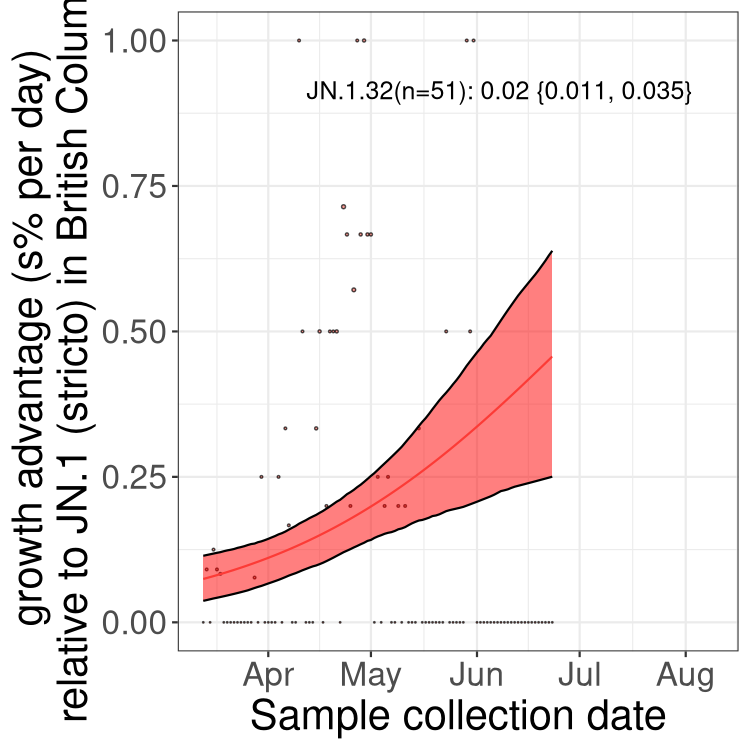 growth advantage (s% per day)
relative to JN.1 (stricto) in British Colum
1.00
0.75
0.50
0.25
0.00
JN.1.32(n=51): 0.02 {0.011, 0.035}
Apr May Jun Jul Aug
Sample collection date